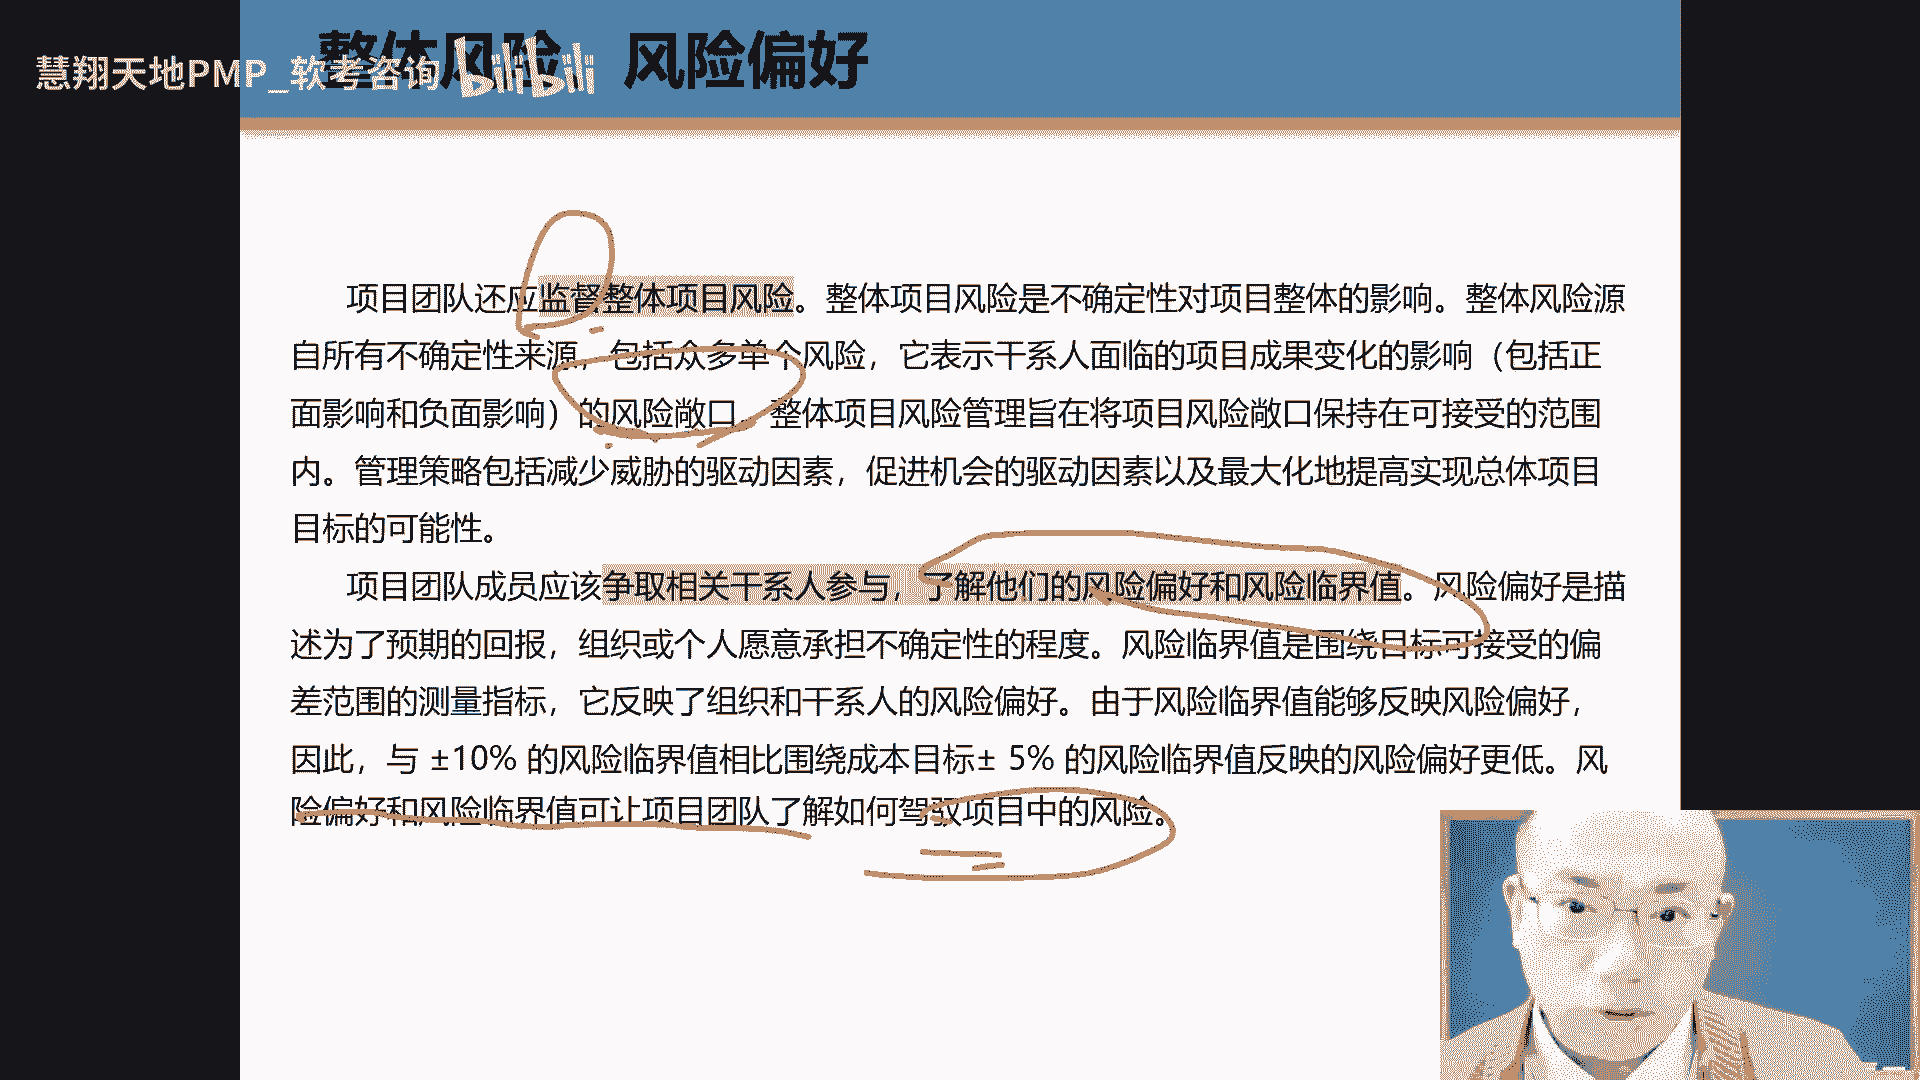 整体风险、风险偏好
慧翔天地PMP_软考咨询 bilibili
项目团队还应监督整体项目风险。整体项目风险是不确定性对项目整体的影响。整体风险源
自所有不确定性来源，包括众多单个风险，它表示干系人面临的项目成果变化的影响（包括正
面影响和负面影响）的风险敞口。整体项目风险管理旨在将项目风险敞口保持在可接受的范围
内。管理策略包括减少威胁的驱动因素，促进机会的驱动因素以及最大化地提高实现总体项目
目标的可能性。
项目团队成员应该争取相关干系人参与，了解他们的风险偏好和风险临界值。风险偏好是描
述为了预期的回报，组织或个人愿意承担不确定性的程度。风险临界值是围绕目标可接受的偏
差范围的测量指标，它反映了组织和干系人的风险偏好。由于风险临界值能够反映风险偏好，
因此，与 ±10% 的风险临界值相比围绕成本目标± 5% 的风险临界值反映的风险偏好更低。风
险偏好和风险临界值可让项目团队了解如何驾驭项目中的风险。